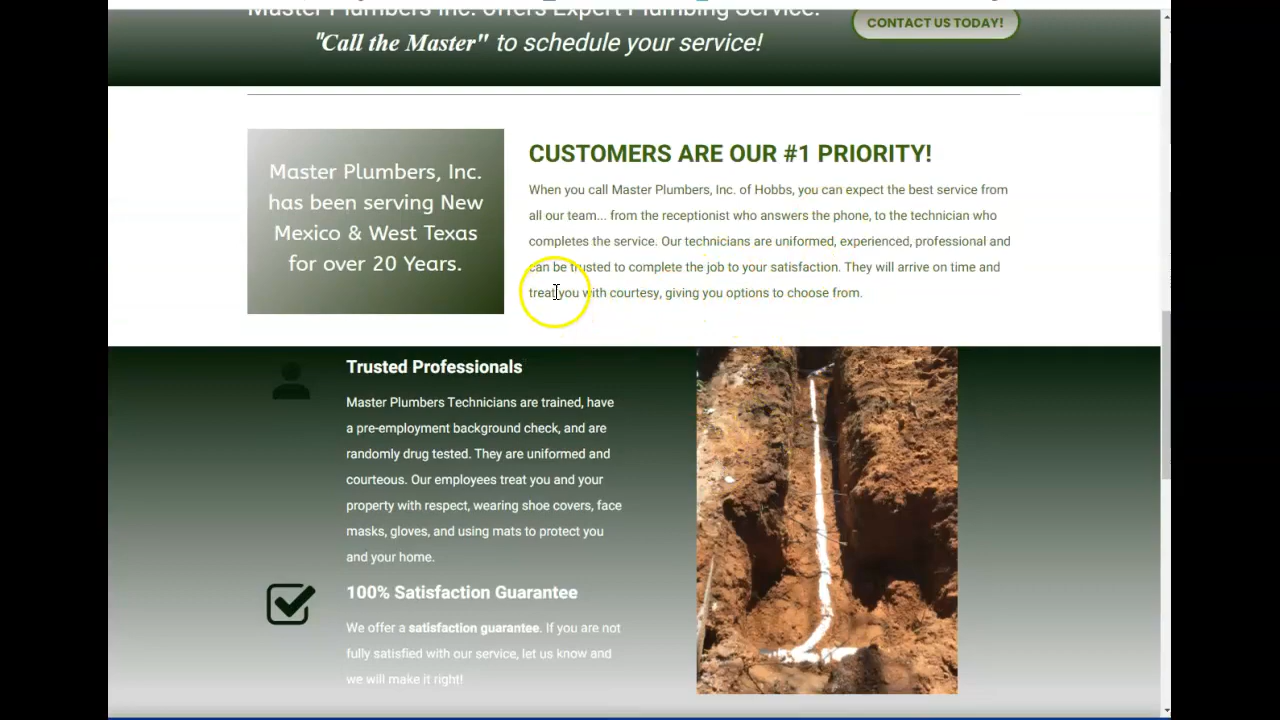 Master Plumbers Inc. offers Expert Plumbing Service.
"Call the Master" to schedule your service!
CONTACT US TODAY!
Master Plumbers, Inc.
has been serving New
Mexico & West Texas
for over 20 Years.
CUSTOMERS ARE OUR #1 PRIORITY!
When you call Master Plumbers, Inc. of Hobbs, you can expect the best service from
all our team... from the receptionist who answers the phone, to the technician who
completes the service. Our technicians are uniformed, experienced, professional and
can be trusted to complete the job to your satisfaction. They will arrive on time and
treat you with courtesy, giving you options to choose from.
Trusted Professionals
Master Plumbers Technicians are trained, have
a pre-employment background check, and are
randomly drug tested. They are uniformed and
courteous. Our employees treat you and your
property with respect, wearing shoe covers, face
masks, gloves, and using mats to protect you
and your home.
100% Satisfaction Guarantee
We offer a satisfaction guarantee. If you are not
fully satisfied with our service, let us know and
we will make it right!